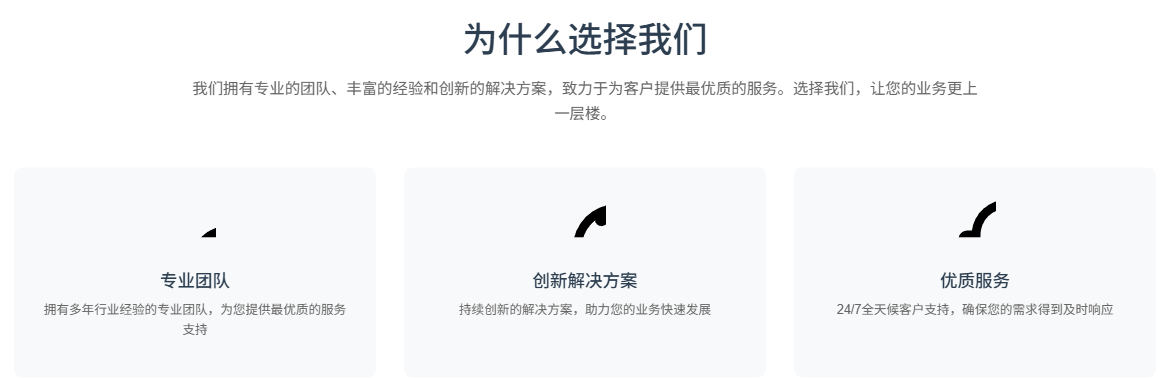 为什么选择我们
我们拥有专业的团队、丰富的经验和创新的解决方案，致力于为客户提供最优质的服务。选择我们，让您的业务更上
一层楼。
专业团队
拥有多年行业经验的专业团队，为您提供最优质的服务
支持
创新解决方案
持续创新的解决方案，助力您的业务快速发展
优质服务
24/7全天候客户支持，确保您的需求得到及时响应